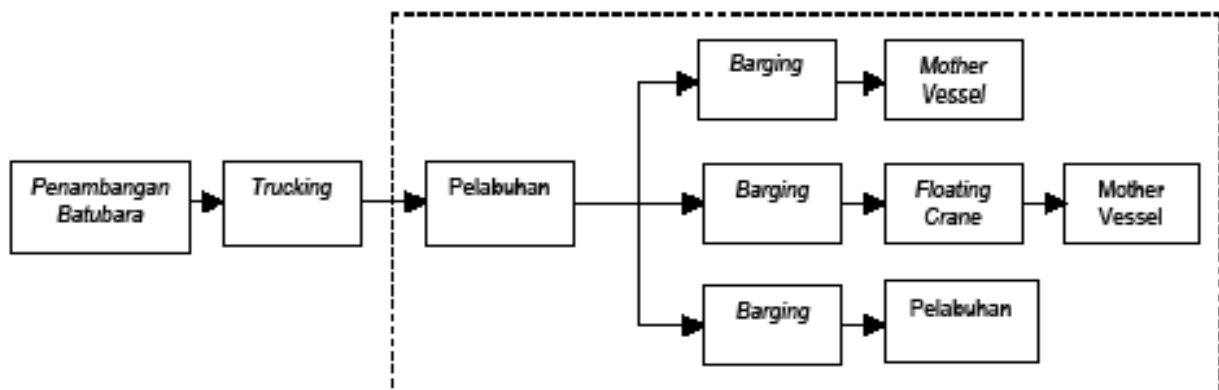 Barging
Mother
Vessel
Penambangan
Batubara
Trucking
Pelabuhan
Barging
Floating
Crane
Mother
Vessel
Barging
Pelabuhan